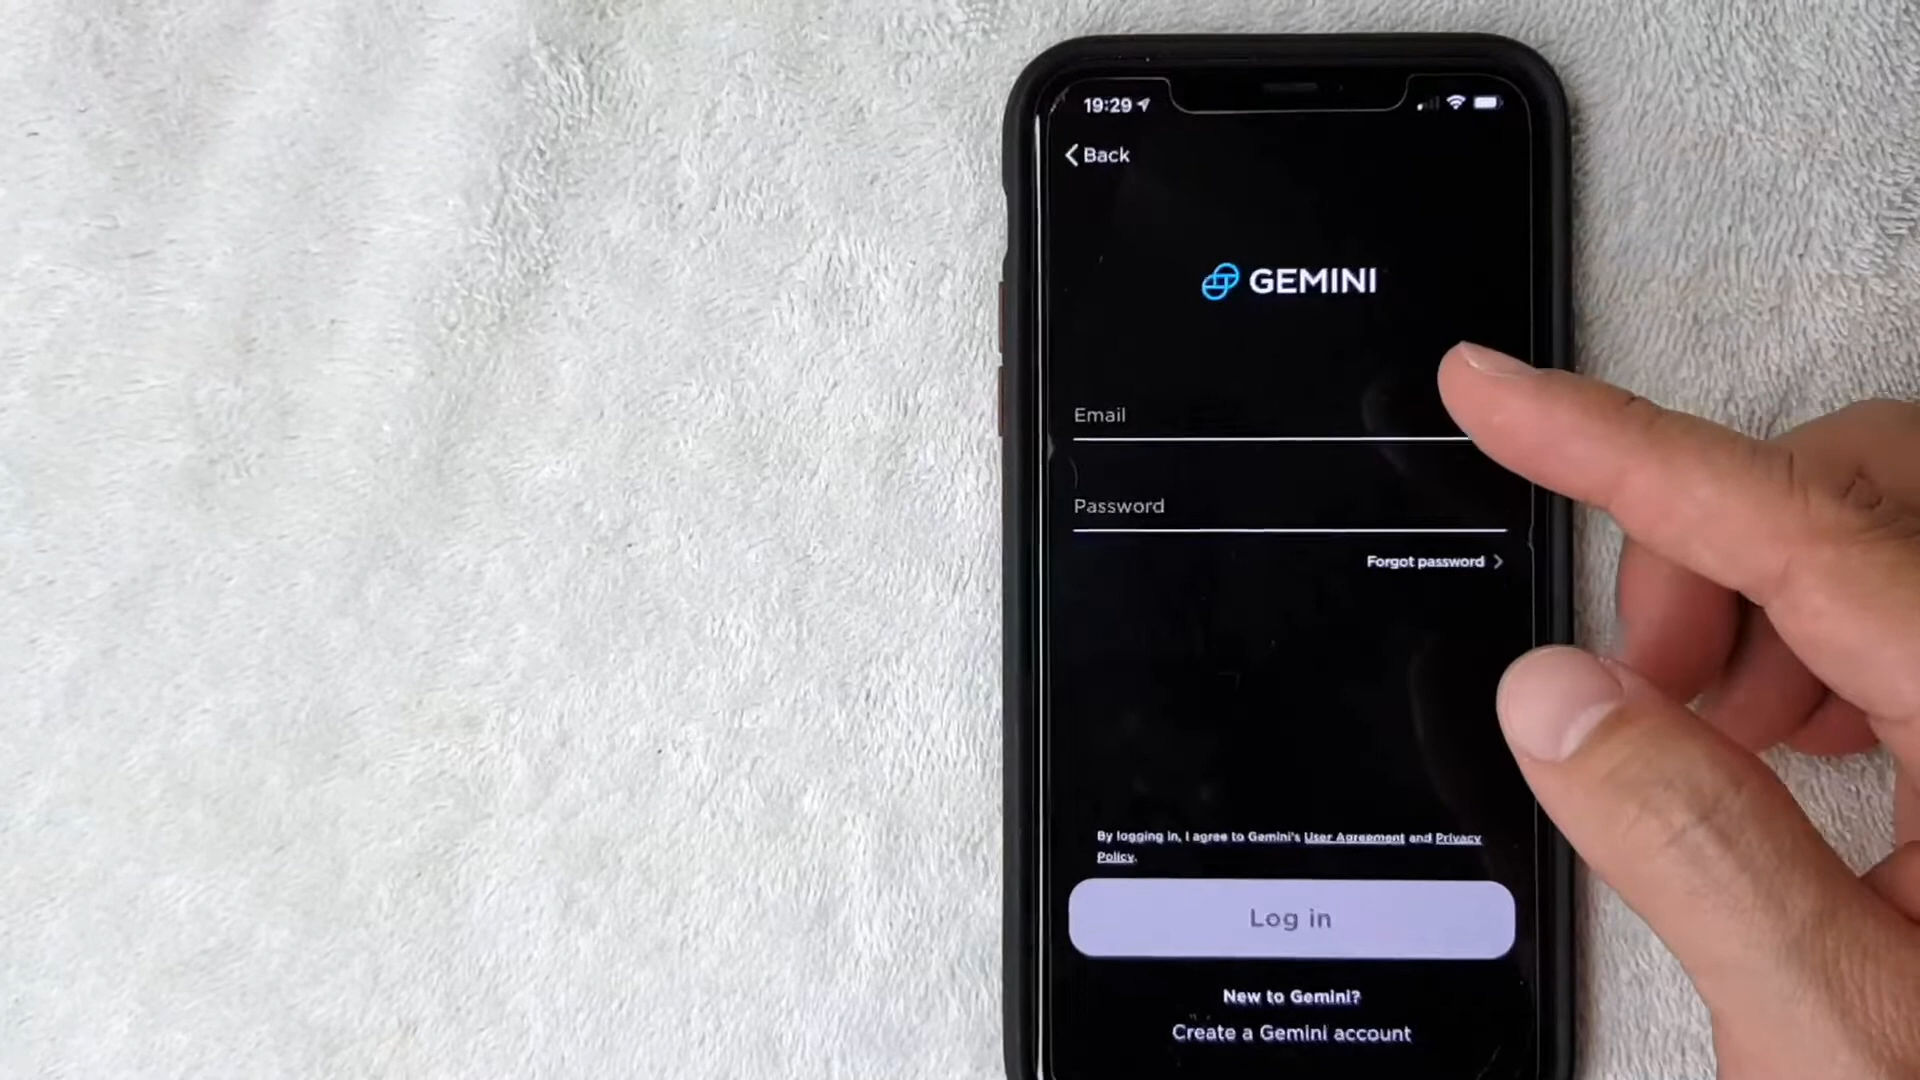 19:29
Back
GEMINI
Email
Password
Forgot password
By logging in, I agree to Gemini's User Agreement and Privacy
Policy.
Log in
New to Gemini?
Create a Gemini account